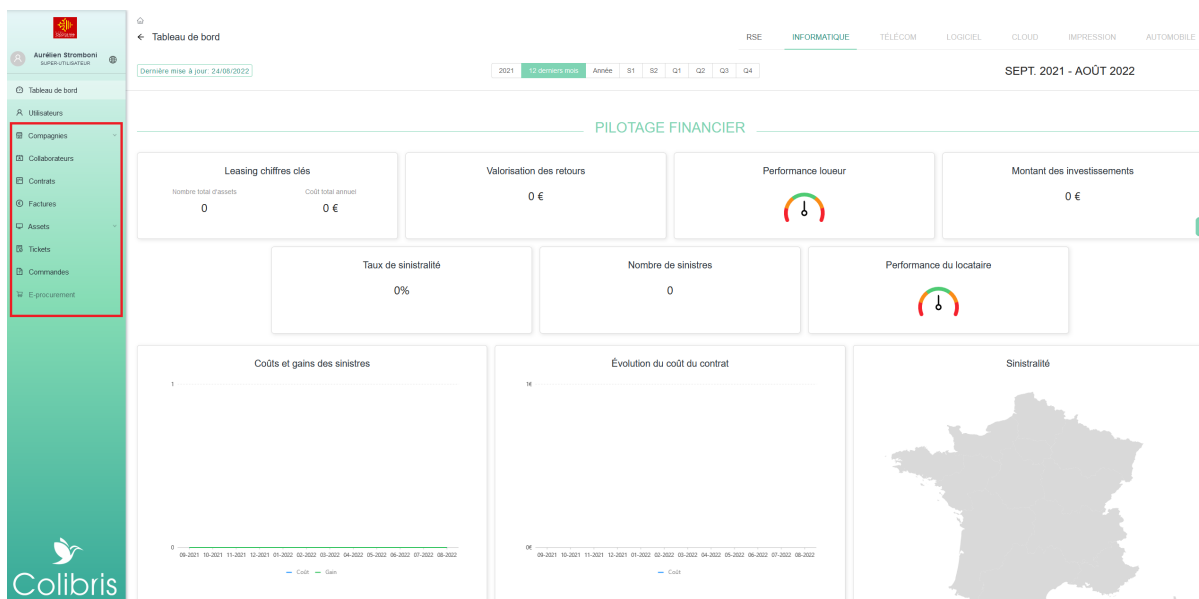 Aurélien Stromboni
SUPER-UTILISATEUR
Tableau de bord
Utilisateurs
Compagnies
Collaborateurs
Contrats
Factures
Assets
Tickets
Commandes
E-procurement
Colibris
Tableau de bord
RSE INFORMATIQUE TÉLÉCOM LOGICIEL CLOUD IMPRESSION AUTOMOBILE
Dernière mise à jour: 24/08/2022
2021 12 derniers mois Année S1 S2 Q1 Q2 Q3 Q4
SEPT. 2021 - AOÛT 2022
PILOTAGE FINANCIER
Leasing chiffres clés
Nombre total d'assets Coût total annuel
0 0 €
Valorisation des retours
0 €
Performance loueur
Montant des investissements
0 €
Taux de sinistralité
0%
Nombre de sinistres
0
Performance du locataire
Coûts et gains des sinistres
1
0
09-2021 10-2021 11-2021 12-2021 01-2022 02-2022 03-2022 04-2022 05-2022 06-2022 07-2022 08-2022
Coût Gain
Évolution du coût du contrat
1€
0€
09-2021 10-2021 11-2021 12-2021 01-2022 02-2022 03-2022 04-2022 05-2022 06-2022 07-2022 08-2022
Coût
Sinistralité